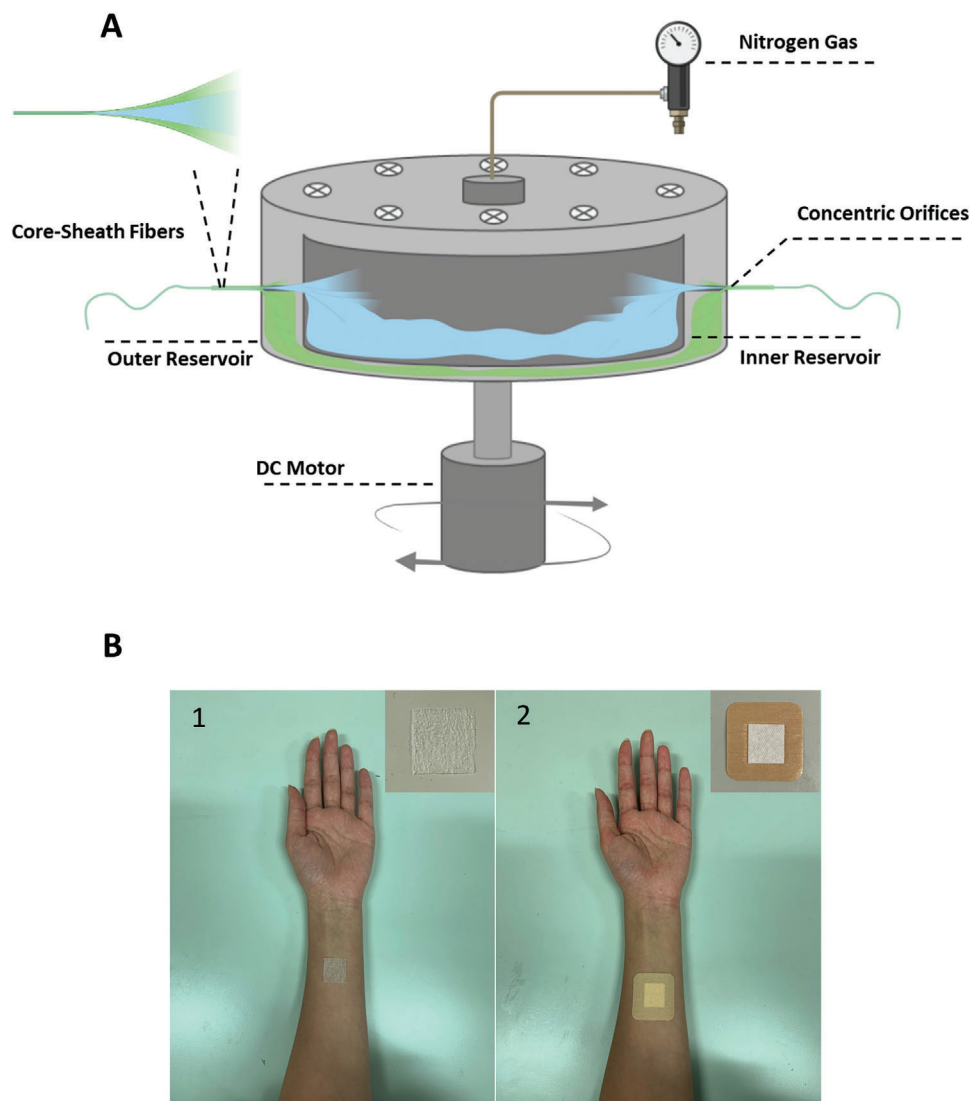 A
Nitrogen Gas
Core-Sheath Fibers
Concentric Orifices
Outer Reservoir
Inner Reservoir
DC Motor
B
1
2